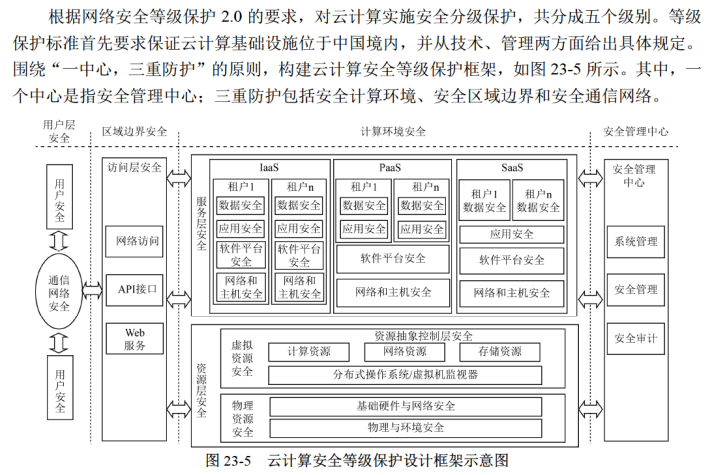 根据网络安全等级保护 2.0 的要求，对云计算实施安全分级保护，共分成五个级别。等级
保护标准首先要求保证云计算基础设施位于中国境内，并从技术、管理两方面给出具体规定。
围绕“一中心，三重防护”的原则，构建云计算安全等级保护框架，如图 23-5 所示。其中，一
个中心是指安全管理中心；三重防护包括安全计算环境、安全区域边界和安全通信网络。
用户层
安全
区域边界安全
计算环境安全
安全管理中心
用户安全
通信
网络
安全
用户安全
访问层安全
网络访问
API接口
Web
服务
服务层安全
IaaS
租户1
数据安全
应用安全
软件平台
安全
网络和
主机安全
租户n
数据安全
应用安全
软件平台
安全
网络和
主机安全
PaaS
租户1
数据安全
应用安全
租户n
数据安全
应用安全
软件平台安全
网络和主机安全
SaaS
租户1
数据安全
租户n
数据安全
应用安全
软件平台安全
网络和主机安全
资源层安全
虚拟
资源
安全
资源抽象控制层安全
计算资源
网络资源
存储资源
分布式操作系统/虚拟机监视器
物理
资源
安全
基础硬件与网络安全
物理与环境安全
安全管理
中心
系统管理
安全管理
安全审计
图 23-5 云计算安全等级保护设计框架示意图